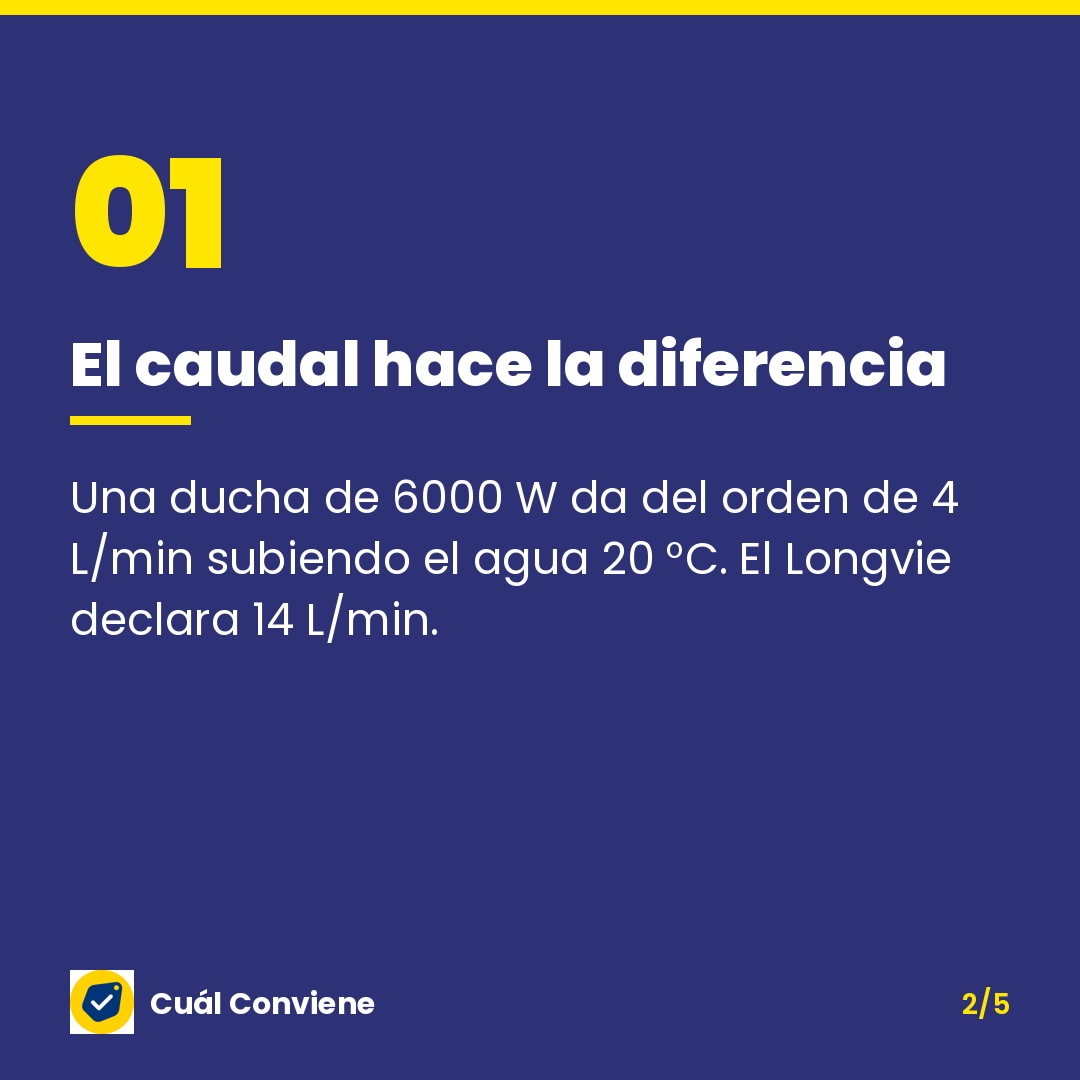 01
El caudal hace la diferencia
Una ducha de 6000 W da del orden de 4
L/min subiendo el agua 20 °C. El Longvie
declara 14 L/min.
Cuál Conviene
2/5